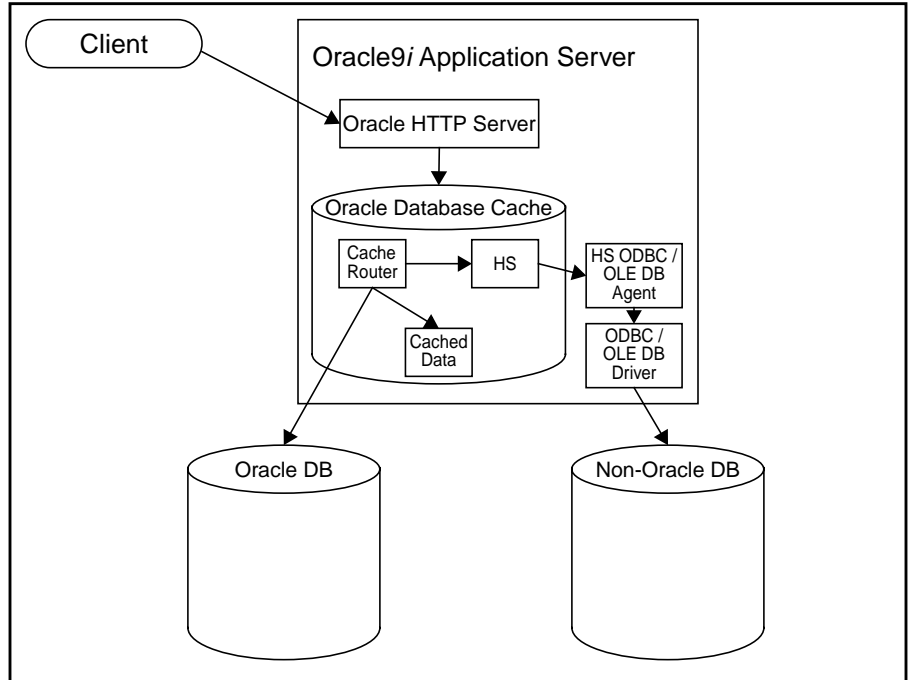 Client
Oracle9i Application Server
Oracle HTTP Server
Oracle Database Cache
Cache
Router
HS
HS ODBC /
OLE DB
Agent
Cached
Data
ODBC /
OLE DB
Driver
Oracle DB
Non-Oracle DB